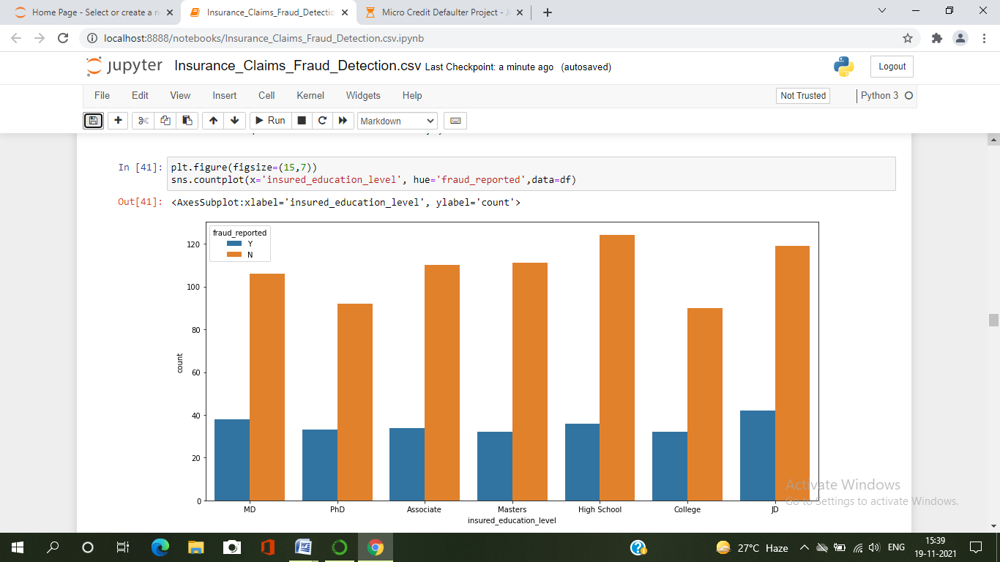 Home Page - Select or create a n
Insurance_Claims_Fraud_Detectio
Micro Credit Defaulter Project - J
localhost:8888/notebooks/Insurance_Claims_Fraud_Detection.csv.ipynb
jupyter Insurance_Claims_Fraud_Detection.csv Last Checkpoint: a minute ago (autosaved)
Logout
File Edit View Insert Cell Kernel Widgets Help
Not Trusted
Python 3
Run
Markdown
In [41]: plt.figure(figsize=(15,7))
sns.countplot(x='insured_education_level', hue='fraud_reported',data=df)
Out[41]: <AxesSubplot:xlabel='insured_education_level', ylabel='count'>
fraud_reported
Y
N
120
100
80
60
40
20
0
count
MD PhD Associate Masters High School College JD
insured_education_level
Activate Windows
Go to Settings to activate Windows.
27°C Haze
ENG
15:39
19-11-2021